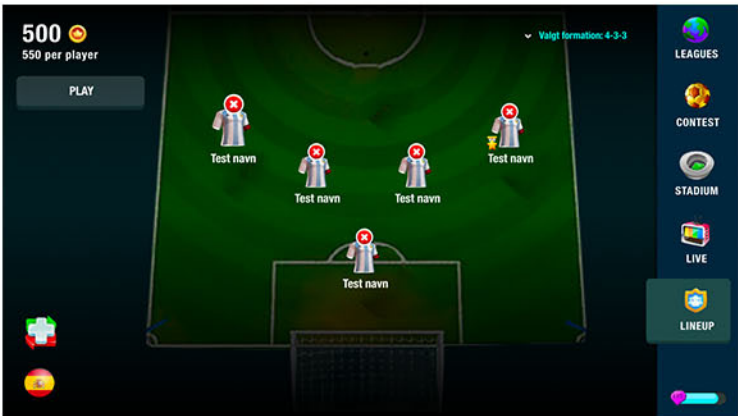 500
550 per player
PLAY
Valgt formation: 4-3-3
Test navn
Test navn
Test navn
Test navn
Test navn
LEAGUES
CONTEST
STADIUM
LIVE
LINEUP